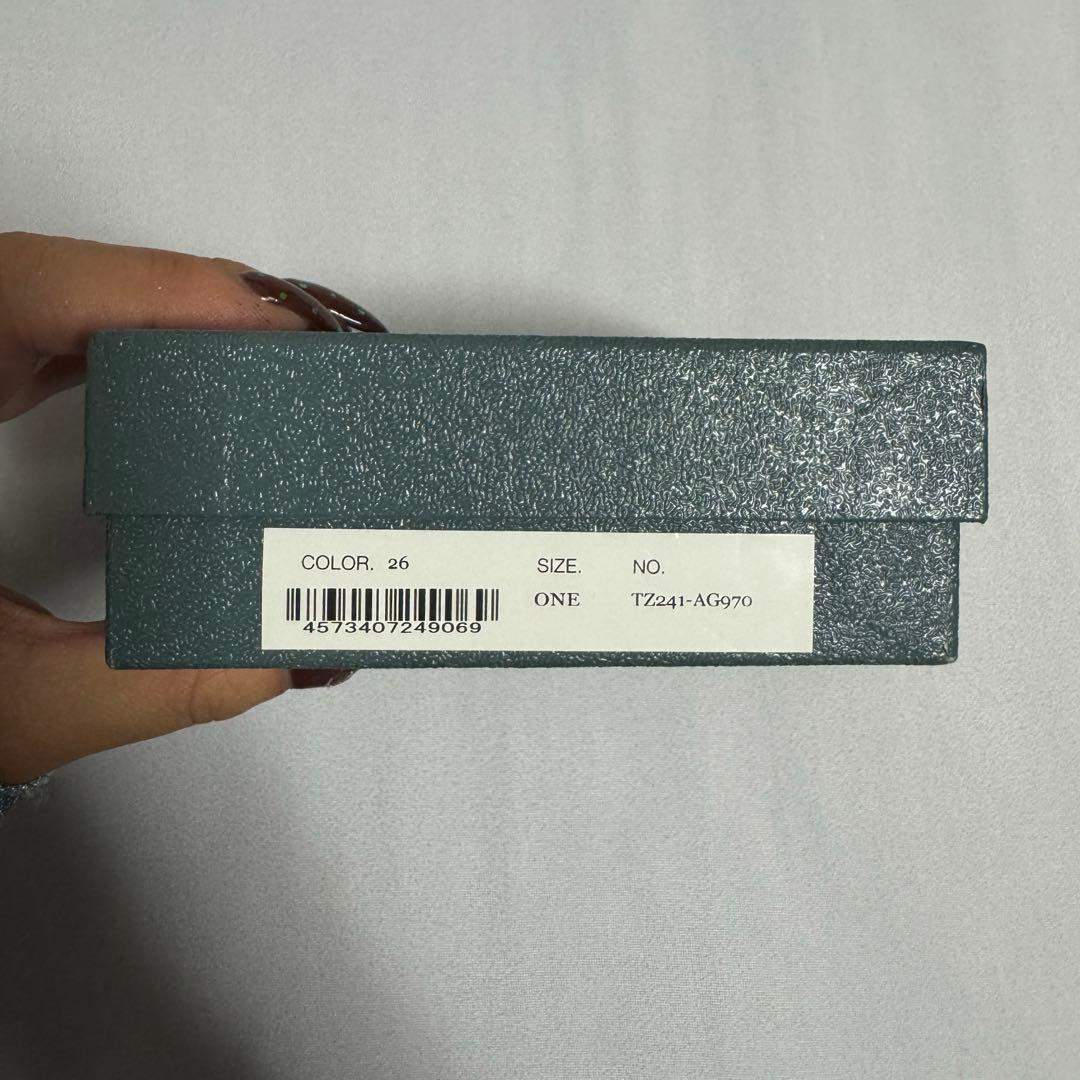 COLOR. 26 SIZE. NO.
ONE TZ241-AG970
4573407249069